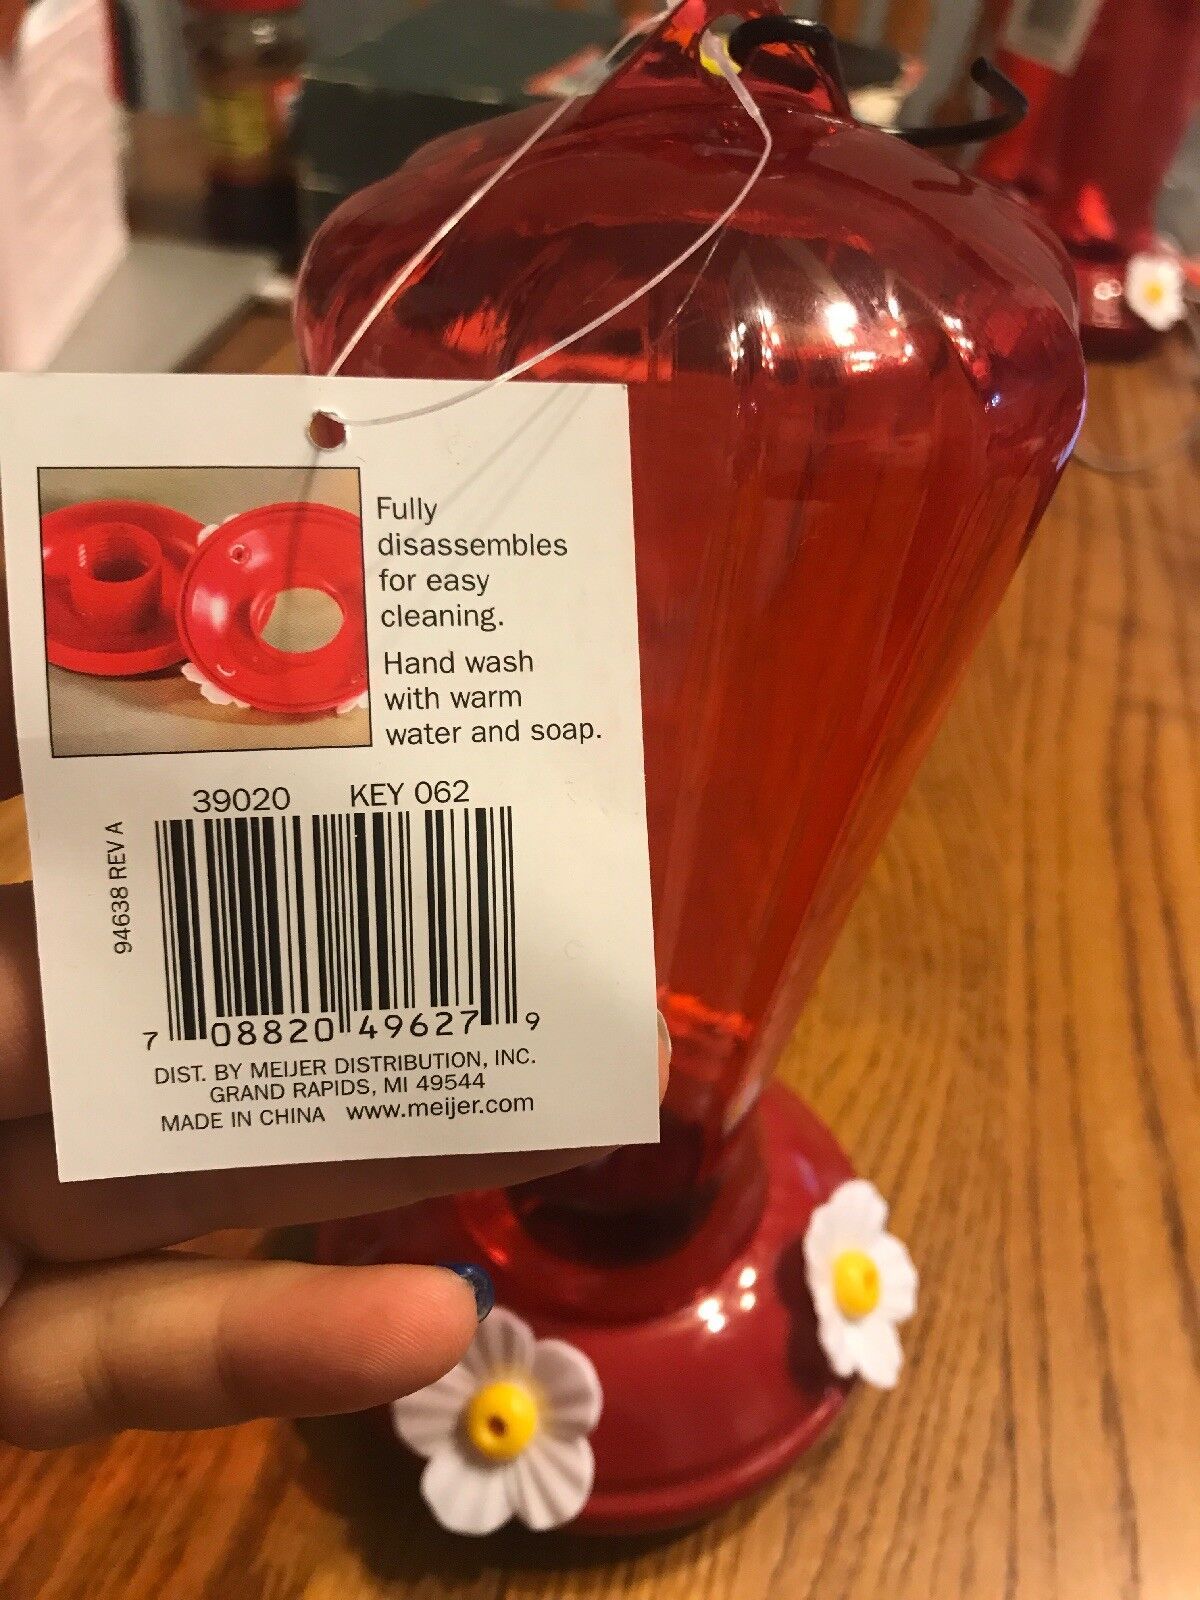 Fully
disassembles
for easy
cleaning.
Hand wash
with warm
water and soap.
39020 KEY 062
94638 REV A
7 08820 49627 9
DIST. BY MEIJER DISTRIBUTION, INC.
GRAND RAPIDS, MI 49544
MADE IN CHINA www.meijer.com